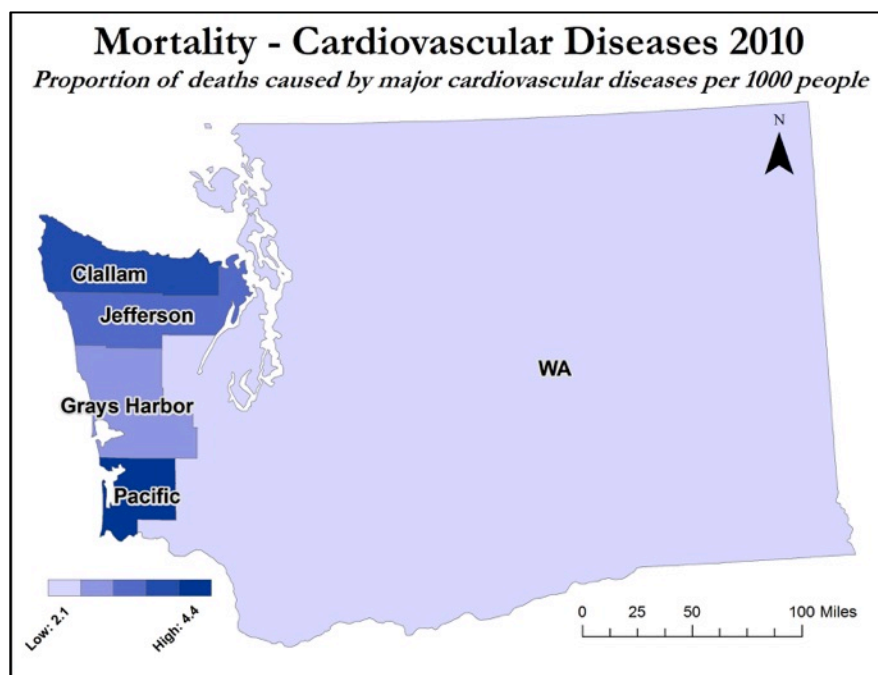 Mortality - Cardiovascular Diseases 2010
Proportion of deaths caused by major cardiovascular diseases per 1000 people
N
Clallam
Jefferson
WA
Grays Harbor
Pacific
Low: 2.1
High: 4.4
0 25 50 100 Miles